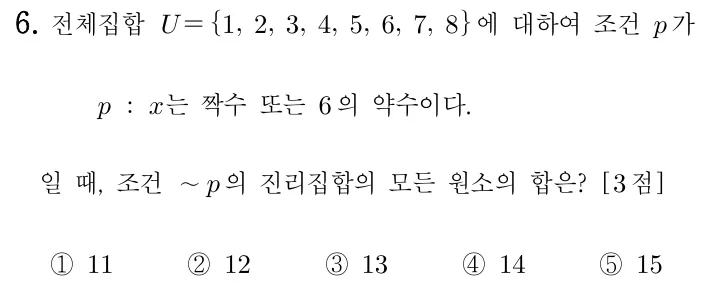 6. 전체집합 U={1, 2, 3, 4, 5, 6, 7, 8}에 대하여 조건 p가
p : x는 짝수 또는 6의 약수이다.
일 때, 조건 ~p의 진리집합의 모든 원소의 합은? [3점]
① 11 ② 12 ③ 13 ④ 14 ⑤ 15